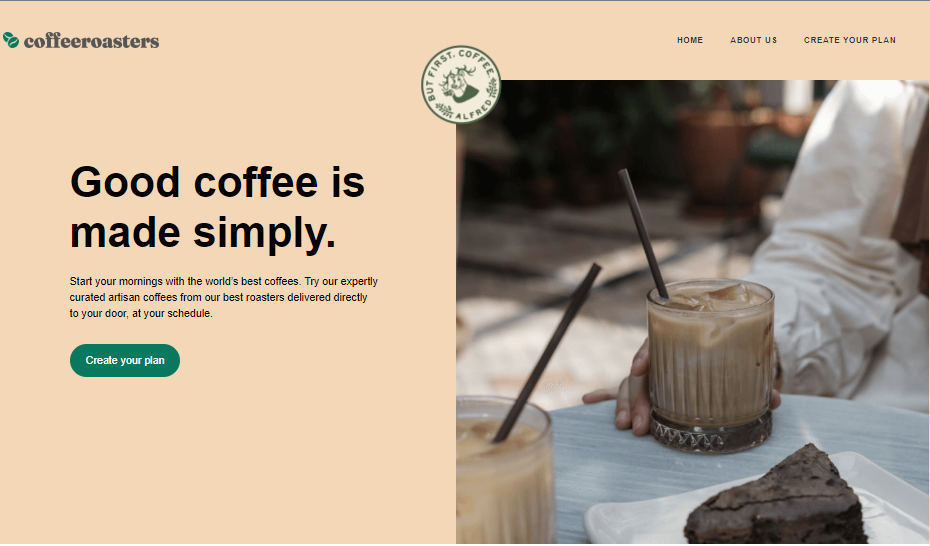 coffeeroasters
HOME
ABOUT US
CREATE YOUR PLAN
BUT FIRST, COFFEE
ALFRED
Good coffee is
made simply.
Start your mornings with the world's best coffees. Try our expertly
curated artisan coffees from our best roasters delivered directly
to your door, at your schedule.
Create your plan